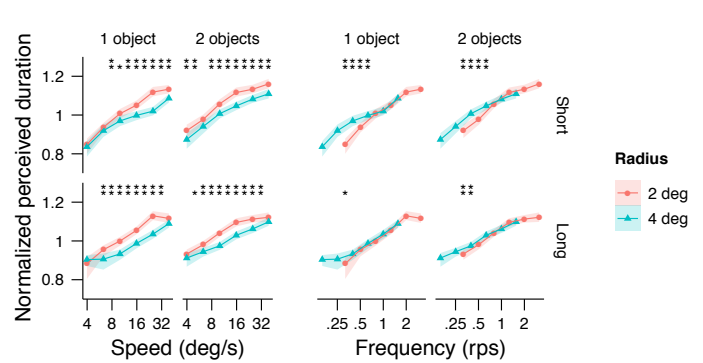 1 object 2 objects 1 object 2 objects
Normalized perceived duration
1.2
1
0.8
Short
1.2
1
0.8
Long
4 8 16 32 4 8 16 32 .25 .5 1 2 .25 .5 1 2
Speed (deg/s) Frequency (rps)
Radius
2 deg
4 deg